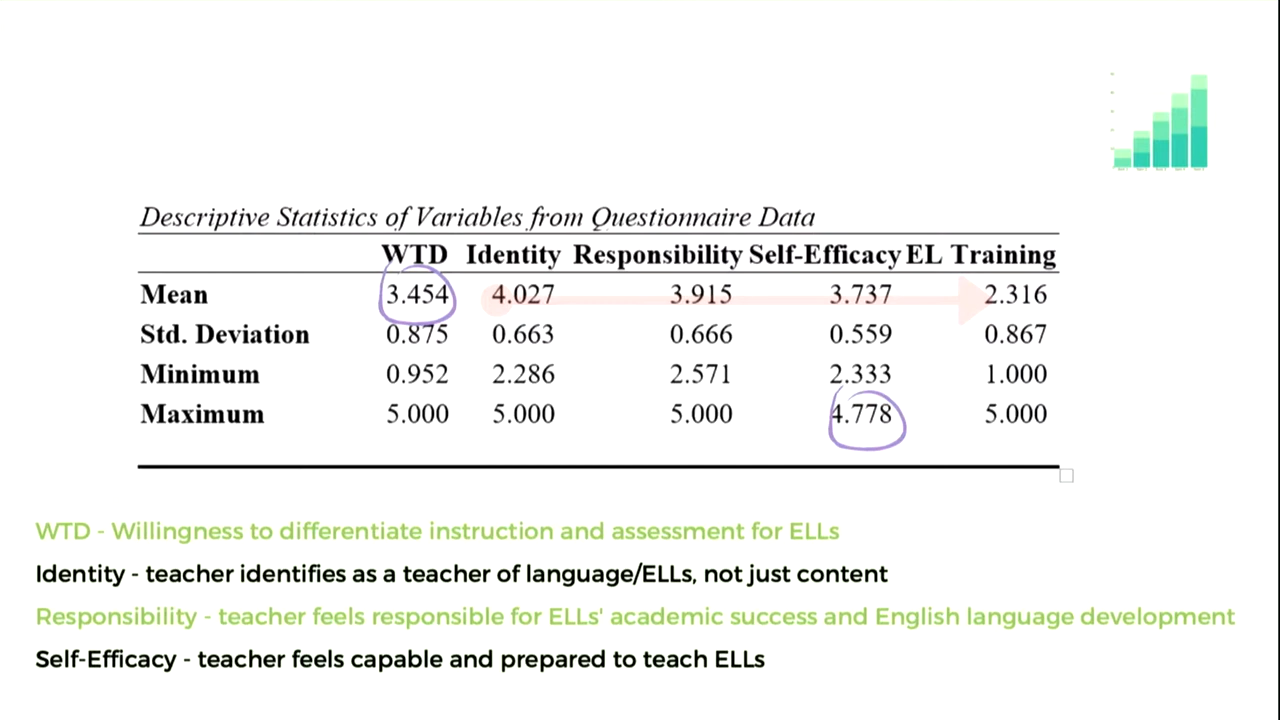 Descriptive Statistics of Variables from Questionnaire Data
WTD Identity Responsibility Self-Efficacy EL Training
Mean 3.454 4.027 3.915 3.737 2.316
Std. Deviation 0.875 0.663 0.666 0.559 0.867
Minimum 0.952 2.286 2.571 2.333 1.000
Maximum 5.000 5.000 5.000 4.778 5.000
WTD - Willingness to differentiate instruction and assessment for ELLs
Identity - teacher identifies as a teacher of language/ELLs, not just content
Responsibility - teacher feels responsible for ELLs' academic success and English language development
Self-Efficacy - teacher feels capable and prepared to teach ELLs